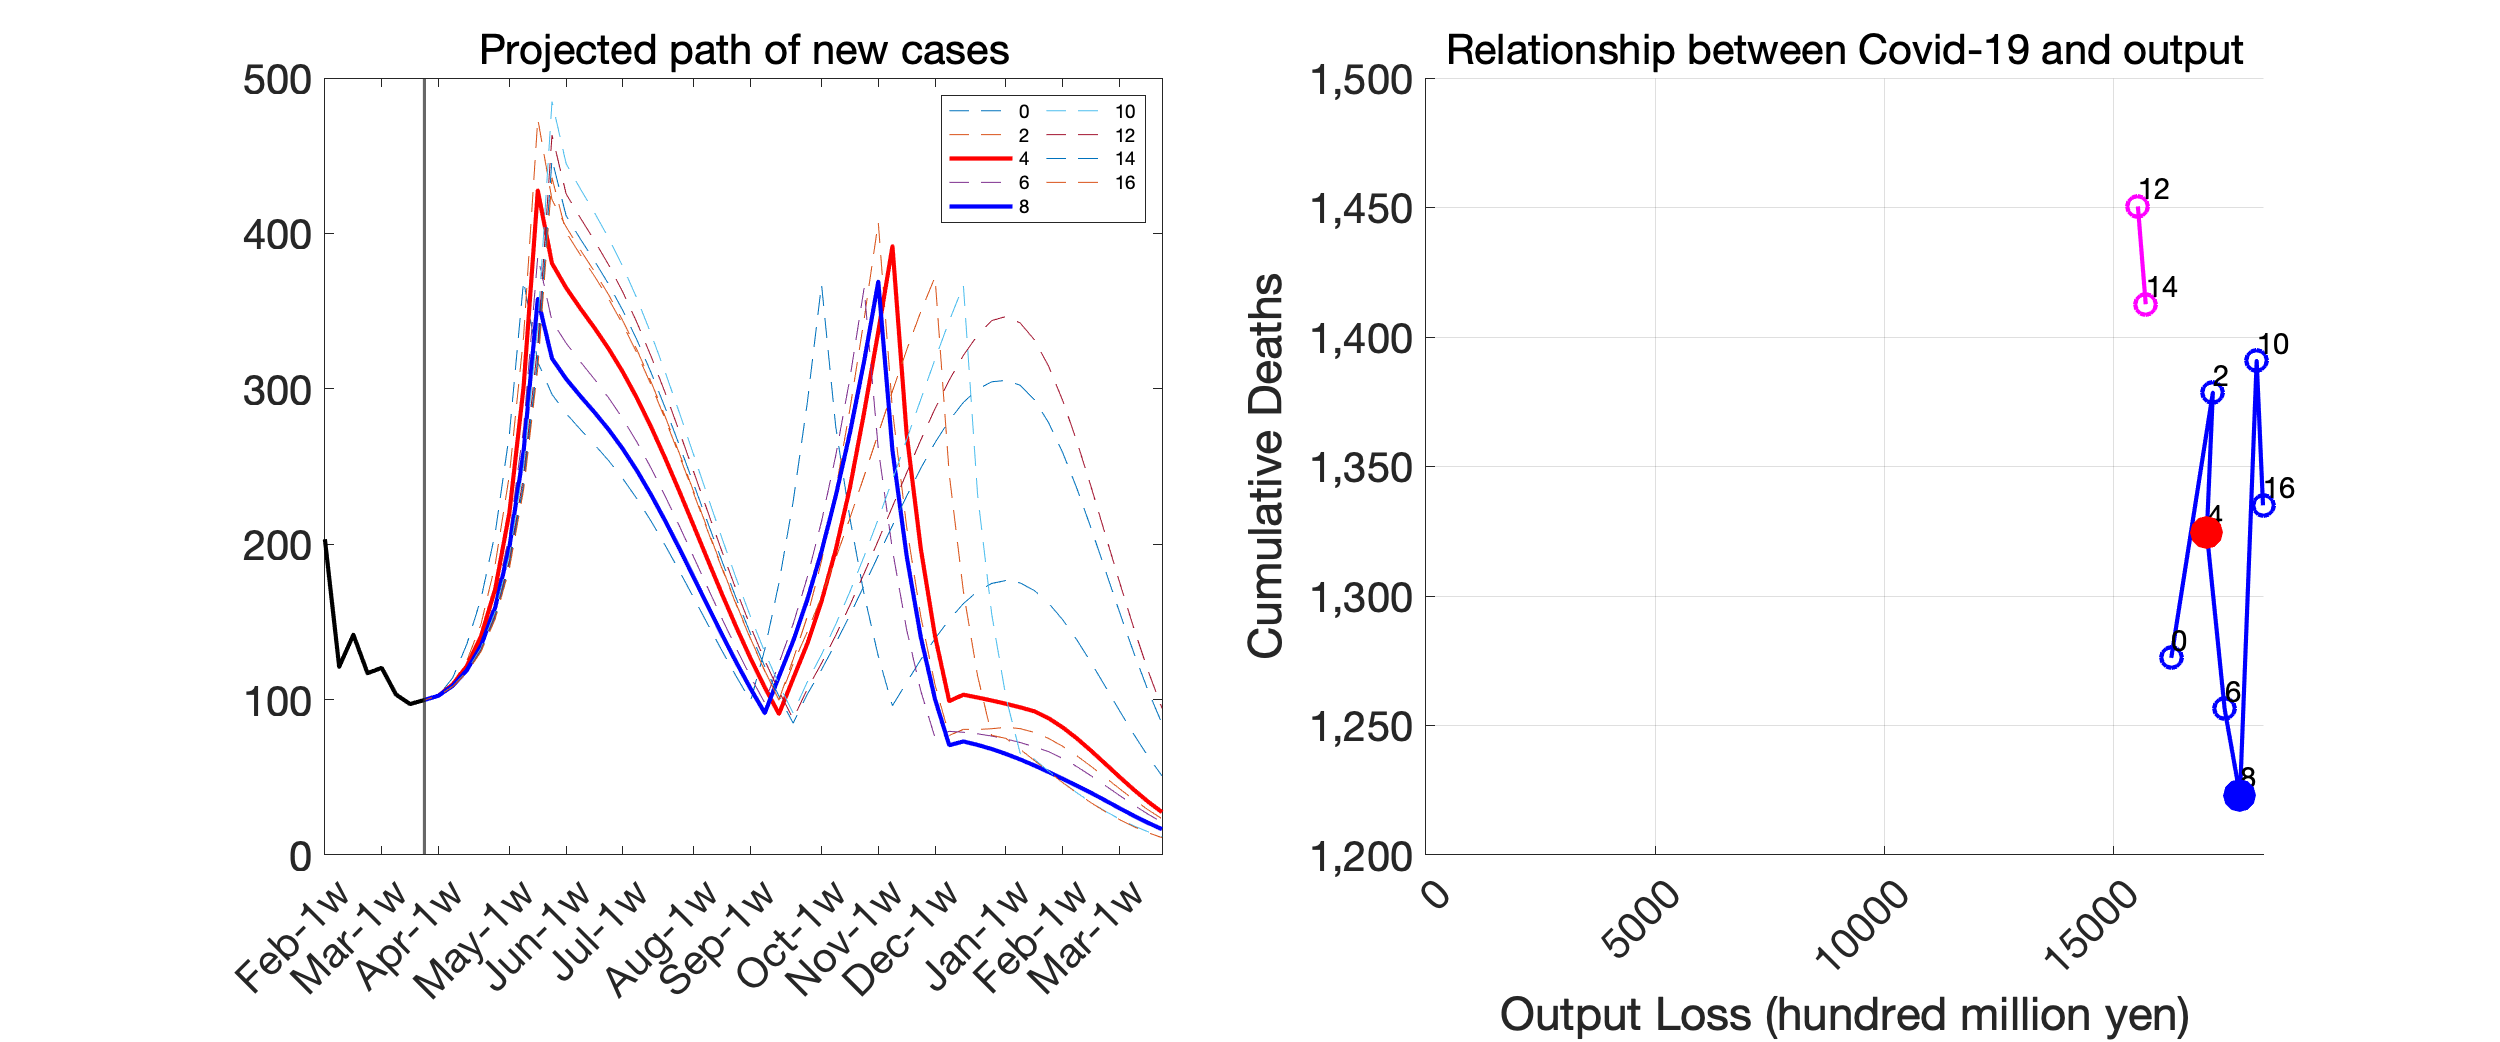 Projected path of new cases
500
400
300
200
100
0
0 10
2 12
4 14
6 16
8
Feb-1w
Mar-1w
Apr-1w
May-1w
Jun-1w
Jul-1w
Aug-1w
Sep-1w
Oct-1w
Nov-1w
Dec-1w
Jan-1w
Feb-1w
Mar-1w
Relationship between Covid-19 and output
Cumulative Deaths
1,500
1,450
1,400
1,350
1,300
1,250
1,200
12
14
10
2
16
4
0
6
8
0
5000
10000
15000
Output Loss (hundred million yen)